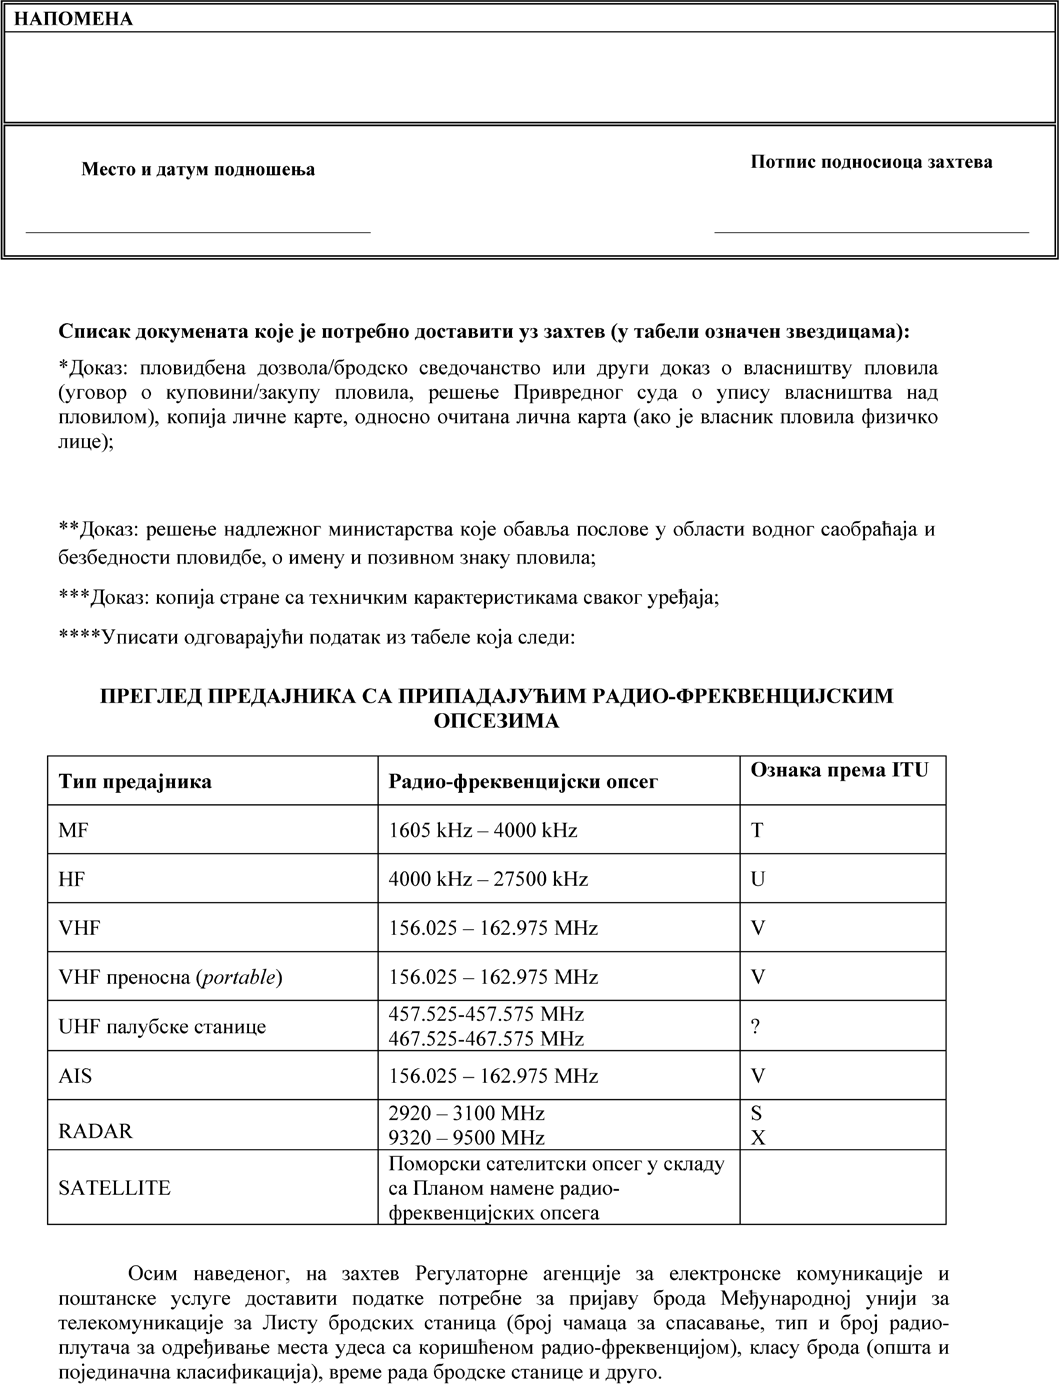 НАПОМЕНА
Место и датум подношења
Потпис подносиоца захтева
Списак докумената које је потребно доставити уз захтев (у табели означен звездицама):
*Доказ: пловидбена дозвола/бродско сведочанство или други доказ о власништву пловила
(уговор о куповини/закупу пловила, решење Привредног суда о упису власништва над
пловилом), копија личне карте, односно очитана лична карта (ако је власник пловила физичко
лице);
**Доказ: решење надлежног министарства које обавља послове у области водног саобраћаја и
безбедности пловидбе, о имену и позивном знаку пловила;
***Доказ: копија стране са техничким карактеристикама сваког уређаја;
****Уписати одговарајући податак из табеле која следи:
ПРЕГЛЕД ПРЕДАЈНИКА СА ПРИПАДАЈУЋИМ РАДИО-ФРЕКВЕНЦИЈСКИМ
ОПСЕЗИМА
Тип предајника Радио-фреквенцијски опсег Ознака према ITU
MF 1605 kHz – 4000 kHz T
HF 4000 kHz – 27500 kHz U
VHF 156.025 – 162.975 MHz V
VHF преносна (portable) 156.025 – 162.975 MHz V
UHF палубске станице 457.525-457.575 MHz
467.525-467.575 MHz ?
AIS 156.025 – 162.975 MHz V
RADAR 2920 – 3100 MHz S
9320 – 9500 MHz X
SATELLITE Поморски сателитски опсег у складу
са Планом намене радио-
фреквенцијских опсега
Осим наведеног, на захтев Регулаторне агенције за електронске комуникације и
поштанске услуге доставити податке потребне за пријаву брода Међународној унији за
телекомуникације за Листу бродских станица (број чамаца за спасавање, тип и број радио-
плутача за одређивање места удеса са коришћеном радио-фреквенцијом), класу брода (општа и
појединачна класификација), време рада бродске станице и друго.